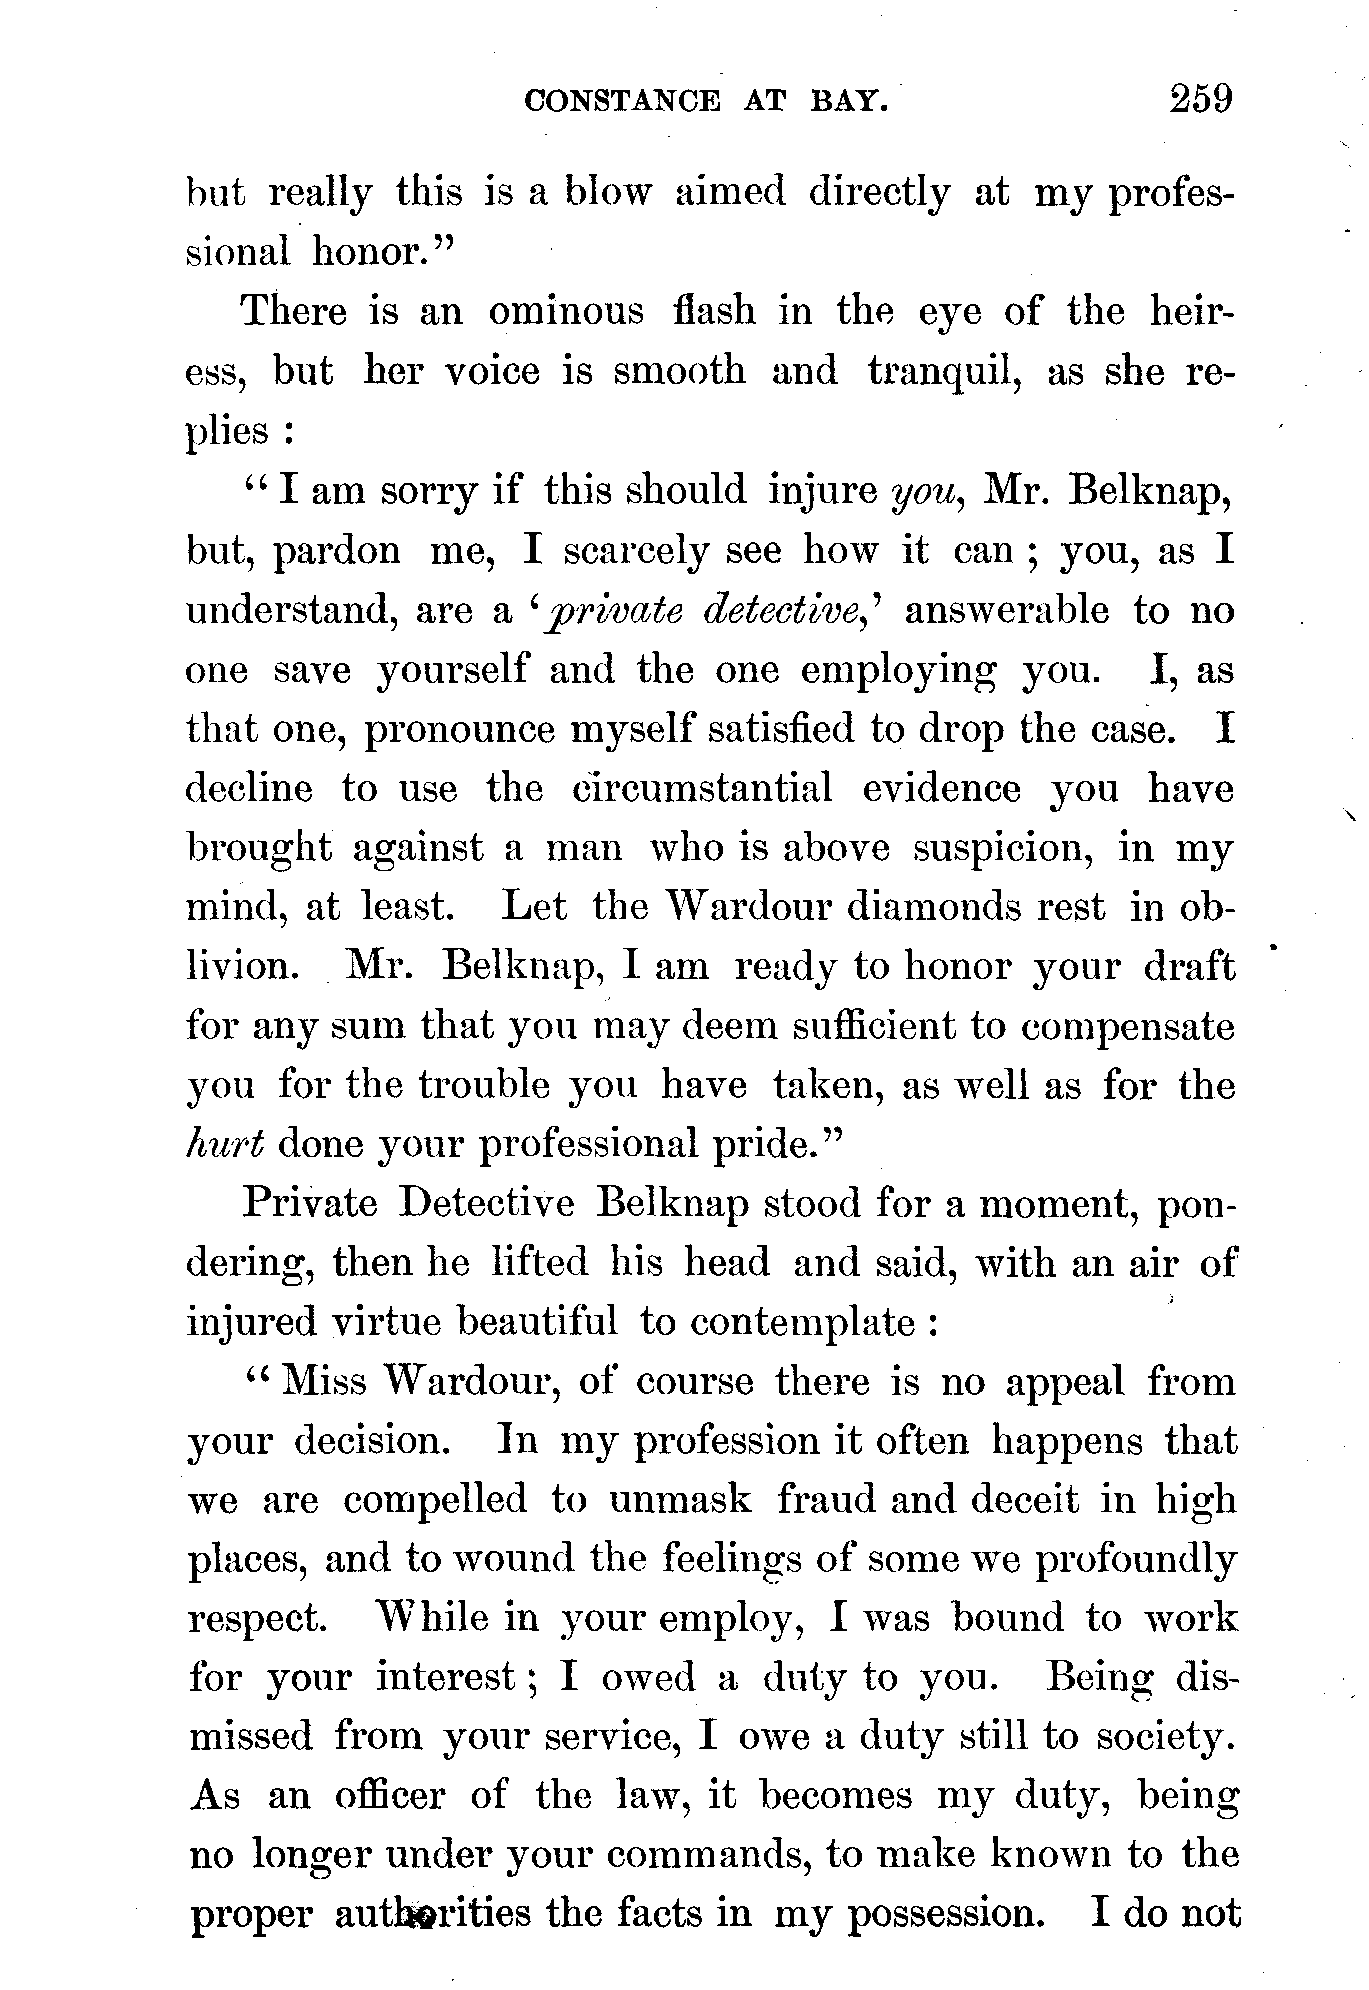 CONSTANCE AT BAY. 259
but really this is a blow aimed directly at my profes-
sional honor."
There is an ominous flash in the eye of the heir-
ess, but her voice is smooth and tranquil, as she re-
plies :
"I am sorry if this should injure you, Mr. Belknap,
but, pardon me, I scarcely see how it can ; you, as I
understand, are a 'private detective,' answerable to no
one save yourself and the one employing you. I, as
that one, pronounce myself satisfied to drop the case. I
decline to use the circumstantial evidence you have
brought against a man who is above suspicion, in my
mind, at least. Let the Wardour diamonds rest in ob-
livion. Mr. Belknap, I am ready to honor your draft
for any sum that you may deem sufficient to compensate
you for the trouble you have taken, as well as for the
hurt done your professional pride."
Private Detective Belknap stood for a moment, pon-
dering, then he lifted his head and said, with an air of
injured virtue beautiful to contemplate :
"Miss Wardour, of course there is no appeal from
your decision. In my profession it often happens that
we are compelled to unmask fraud and deceit in high
places, and to wound the feelings of some we profoundly
respect. While in your employ, I was bound to work
for your interest ; I owed a duty to you. Being dis-
missed from your service, I owe a duty still to society.
As an officer of the law, it becomes my duty, being
no longer under your commands, to make known to the
proper authorities the facts in my possession. I do not